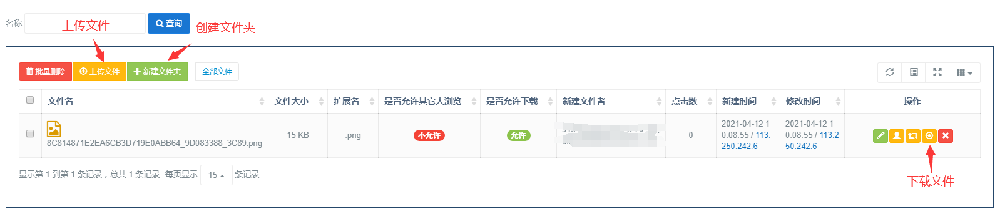 名称
上传文件
查询
创建文件夹
批量删除 上传文件 新建文件夹 全部文件
文件名 文件大小 扩展名 是否允许其它人浏览 是否允许下载 新建文件者 点击数 新建时间 修改时间 操作
8C814871E2EA6CB3D719E0ABB64_9D083388_3C89.png
15 KB
.png
不允许
允许
0
2021-04-12 1
0:08:55 / 113.
250.242.6
2021-04-12 1
0:08:55 / 113.2
50.242.6
显示第 1 到第 1 条记录，总共 1 条记录 每页显示 15 条记录
下载文件